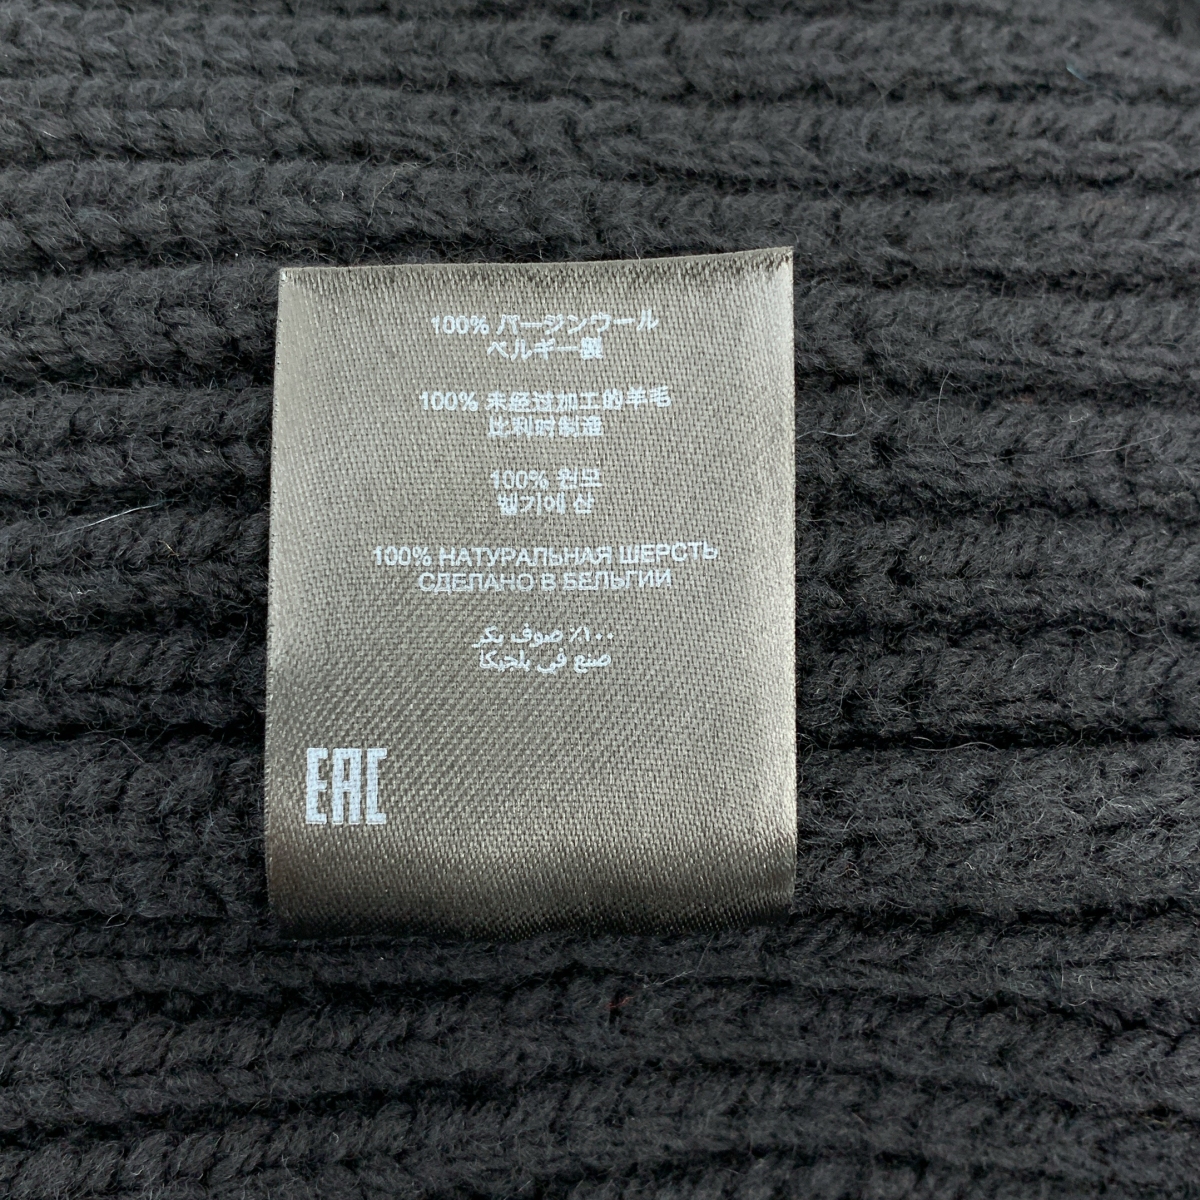 100% バージンウール
ベルギー製
100% 未经过加工的羊毛
比利时制造
100% 원모
벨기에 산
100% НАТУРАЛЬНАЯ ШЕРСТЬ
СДЕЛАНО В БЕЛЬГИИ
١٠٠٪ صوف بكر
صنع في بلجيكا
EAC